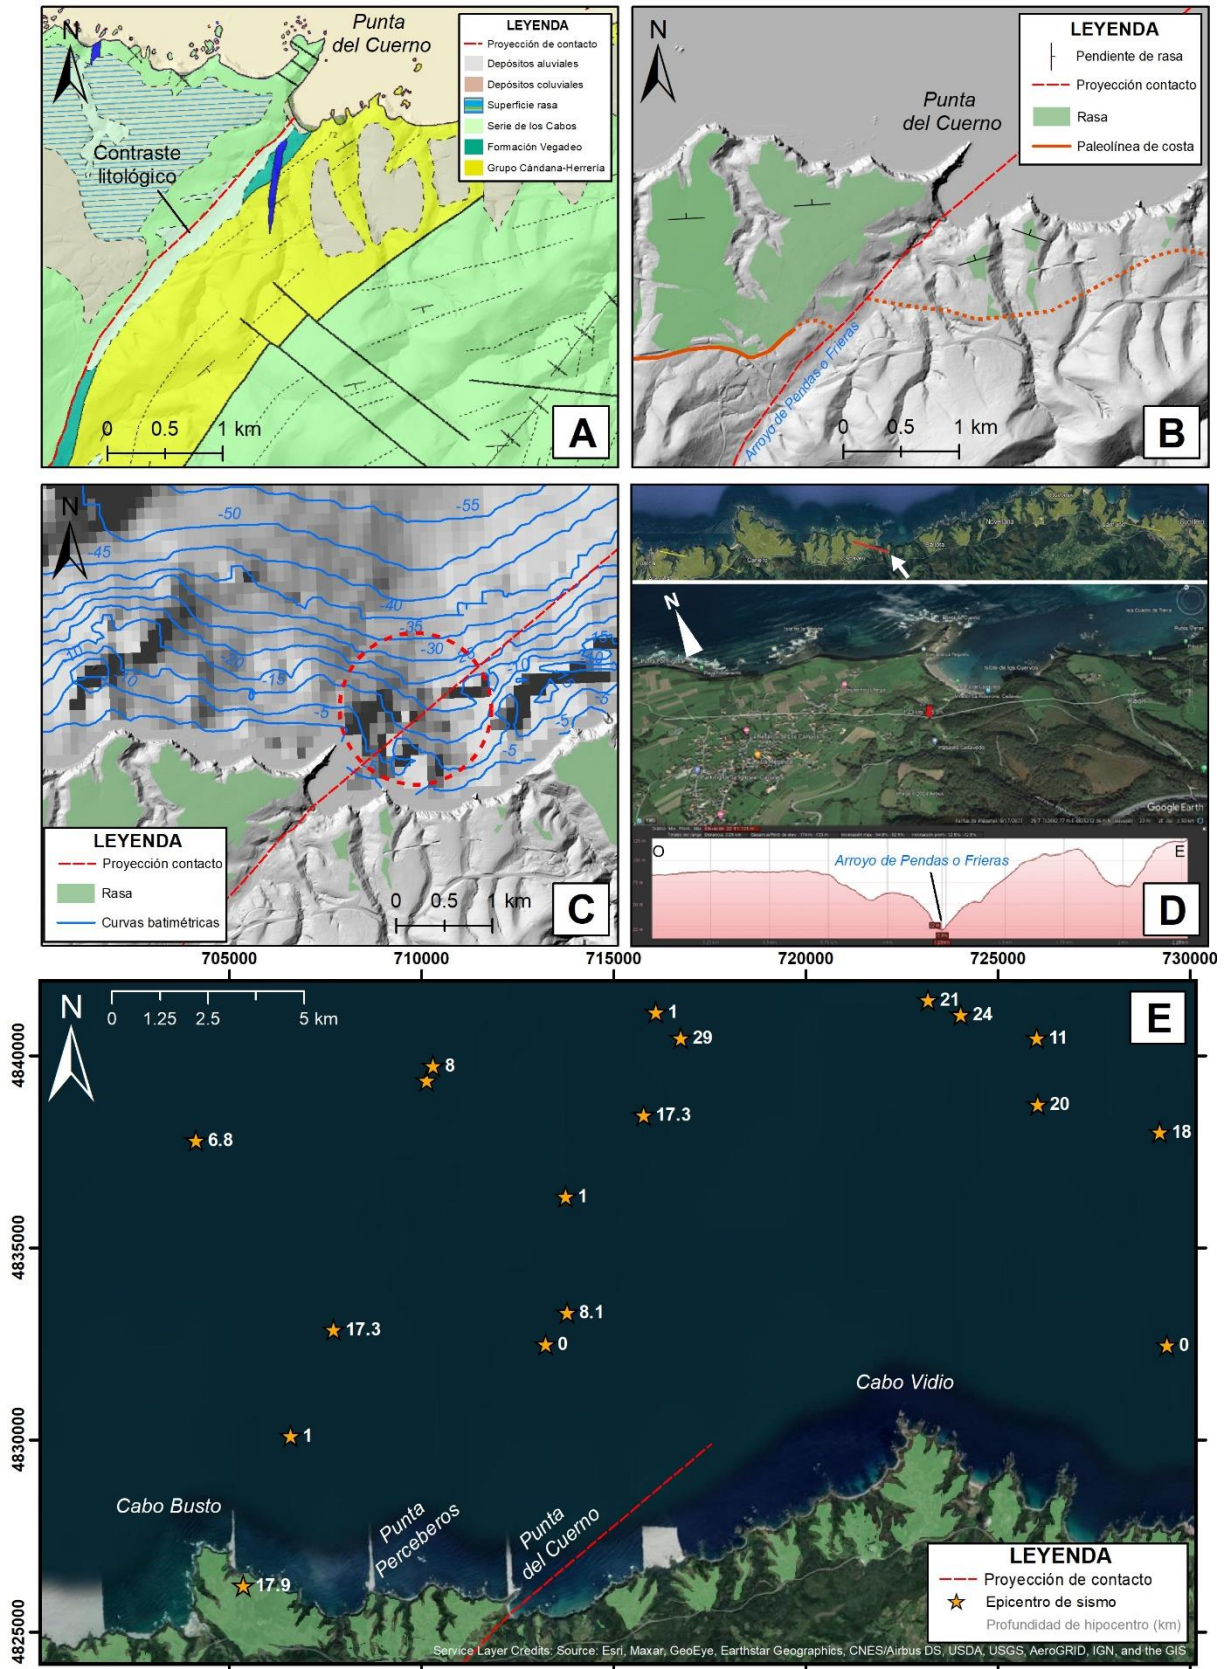 N
Punta
del Cuerno
Contraste
litológico
72
LEYENDA
Proyección de contacto
Depósitos aluviales
Depósitos coluviales
Superficie rasa
Serie de los Cabos
Formación Vegadeo
Grupo Cándana-Herrería
0 0.5 1 km
A
N
Punta
del Cuerno
LEYENDA
Pendiente de rasa
Proyección contacto
Rasa
Paleolínea de costa
Arroyo de Pendas o Frieras
0 0.5 1 km
B
N
-55
-50
-45
-40
-35
-30
-25
-20
-15
-15
-10
-10
-5
-5
-5
-5
LEYENDA
Proyección contacto
Rasa
Curvas batimétricas
0 0.5 1 km
C
N
Google Earth
O
E
Arroyo de Pendas o Frieras
D
705000 710000 715000 720000 725000 730000
N
0 1.25 2.5 5 km
E
4840000
4835000
4830000
4825000
1
29
21
24
11
8
17.3
20
18
6.8
1
17.3
8.1
0
0
1
17.9
Cabo Vidio
Cabo Busto
Punta
Perceberos
Punta
del Cuerno
LEYENDA
Proyección de contacto
Epicentro de sismo
Profundidad de hipocentro (km)
Service Layer Credits: Source: Esri, Maxar, GeoEye, Earthstar Geographics, CNES/Airbus DS, USDA, USGS, AeroGRID, IGN, and the GIS